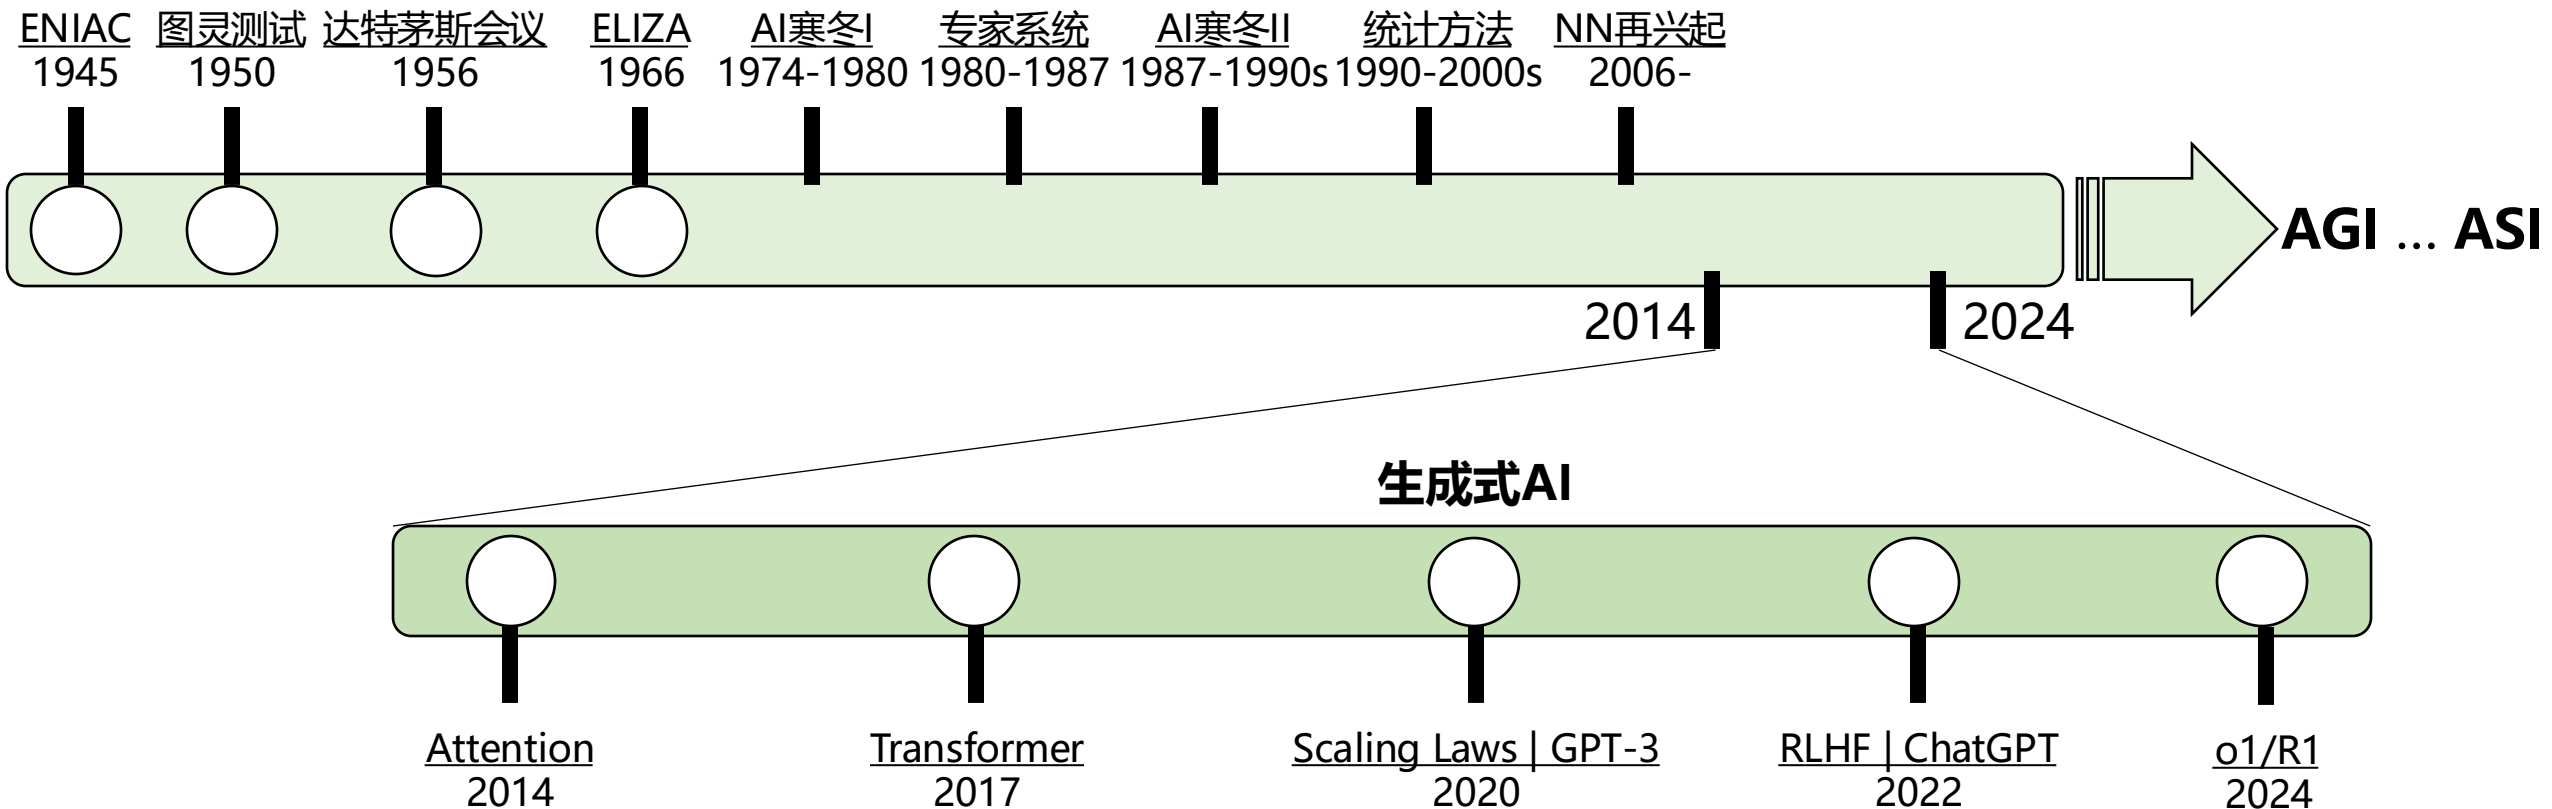 ENIAC
1945
图灵测试
1950
达特茅斯会议
1956
ELIZA
1966
AI寒冬I
1974-1980
专家系统
1980-1987
AI寒冬II
1987-1990s
统计方法
1990-2000s
NN再兴起
2006-
AGI ... ASI
2014
2024
生成式AI
Attention
2014
Transformer
2017
Scaling Laws | GPT-3
2020
RLHF | ChatGPT
2022
o1/R1
2024